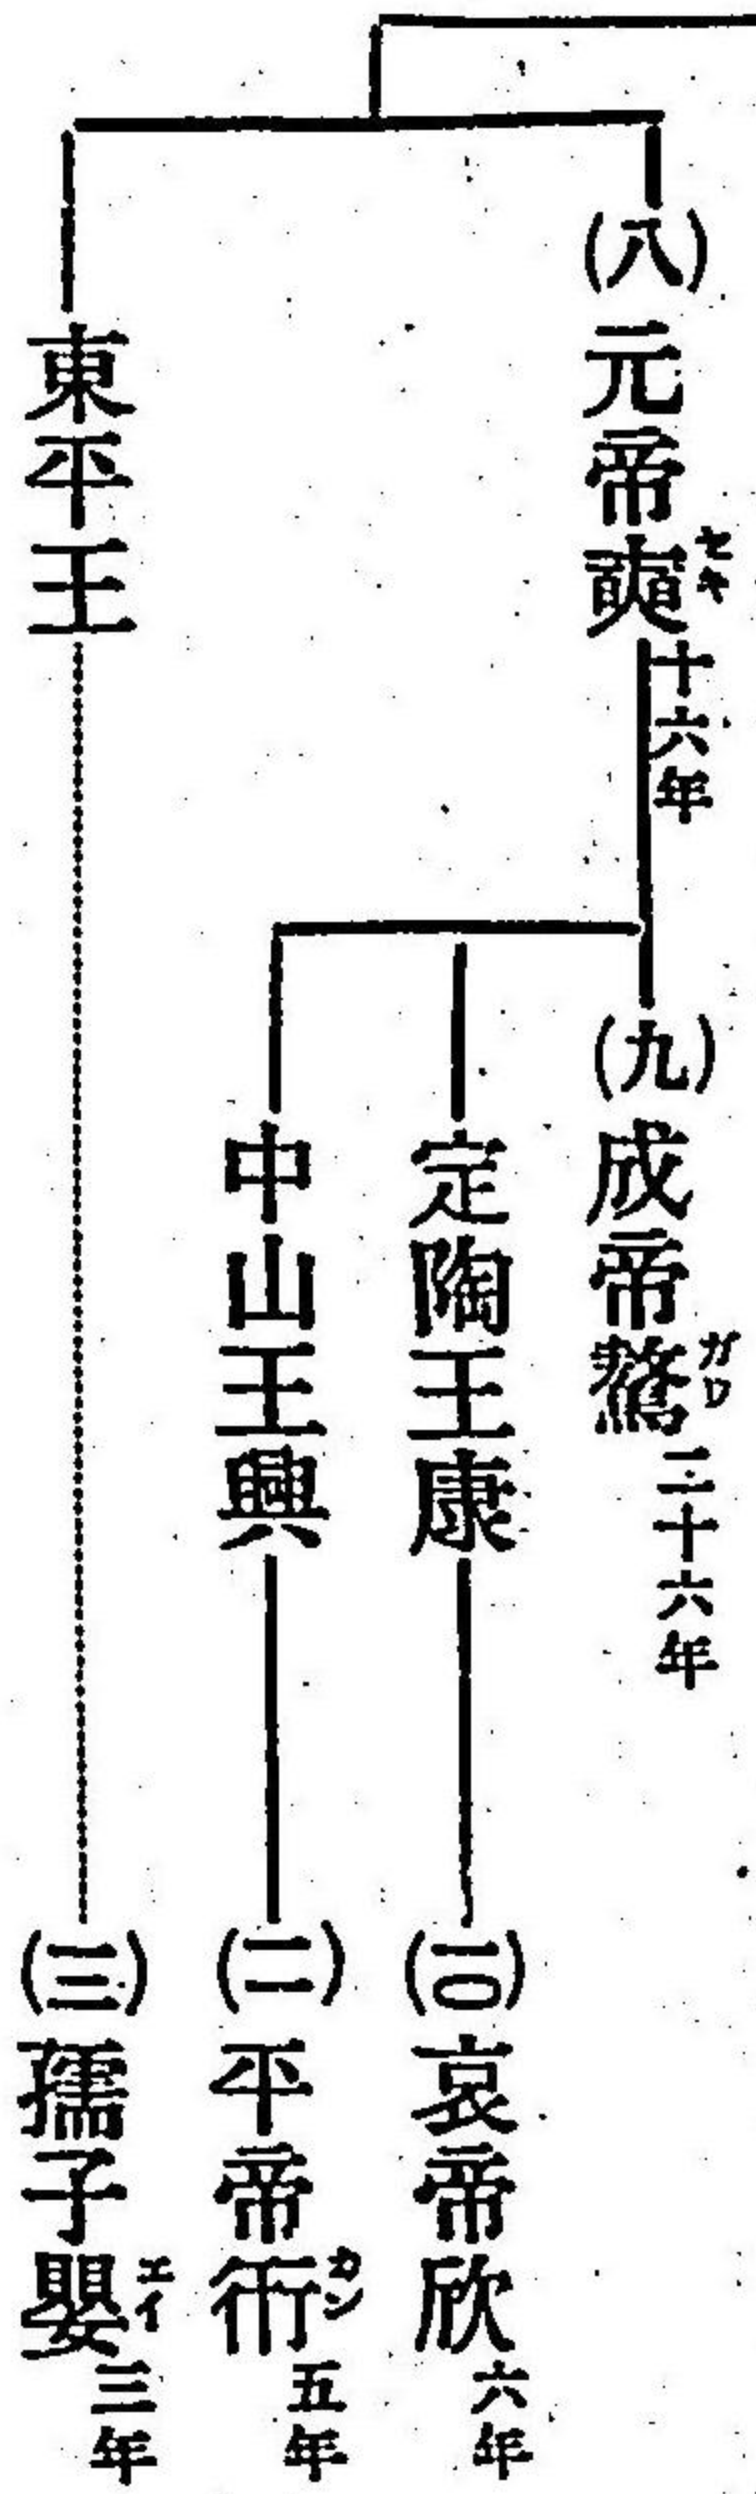 (八)元帝奭
セキ
十六年
(九)成帝驁
ガウ
二十六年
定陶王康
(一〇)哀帝欣
六年
中山王興
(一一)平帝衎
カン
五年
東平王
(一二)孺子嬰
エイ
三年